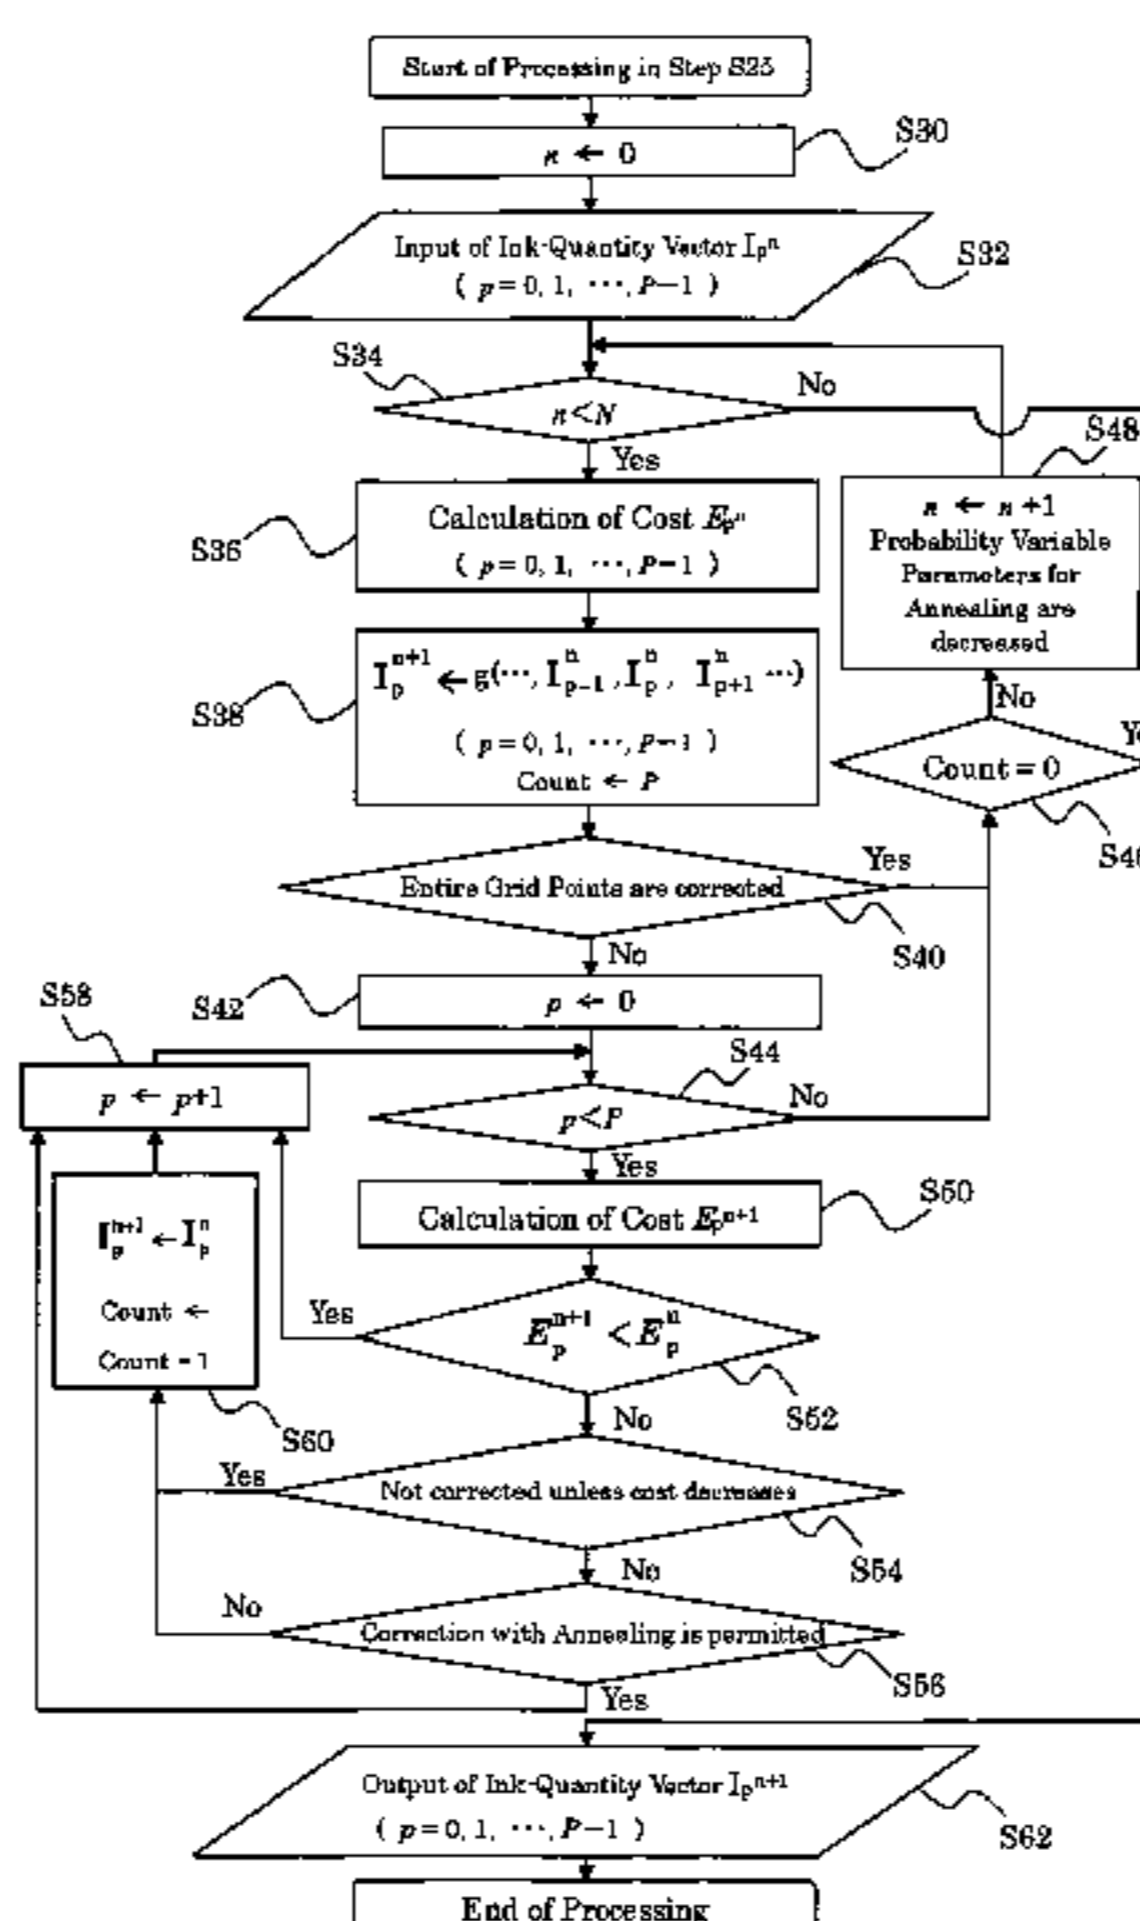 Start of Processing in Step S25
n ← 0
S30
Input of Ink-Quantity Vector Iₚⁿ
( p = 0, 1, ⋯, P−1 )
S32
S34
n<N
No
Yes
S48
n ← n+1
Probability Variable
Parameters for
Annealing are
decreased
Calculation of Cost Eₚⁿ
( p = 0, 1, ⋯, P−1 )
S36
Iₚⁿ⁺¹ ← g(⋯, Iₚ₋₁ⁿ, Iₚⁿ, Iₚ₊₁ⁿ ⋯)
( p = 0, 1, ⋯, P−1 )
Count ← P
S38
No
Count = 0
Entire Grid Points are corrected
Yes
S40
No
S42
p ← 0
S58
p ← p+1
S44
p<P
No
Yes
Calculation of Cost Eₚⁿ⁺¹
S50
Iₚⁿ⁺¹ ← Iₚⁿ
Count ←
Count - 1
S60
Yes
Eₚⁿ⁺¹ < Eₚⁿ
S52
No
Yes
Not corrected unless cost decreases
S54
No
No
Correction with Annealing is permitted
S56
Yes
Output of Ink-Quantity Vector Iₚⁿ⁺¹
( p = 0, 1, ⋯, P−1 )
S62
End of Processing